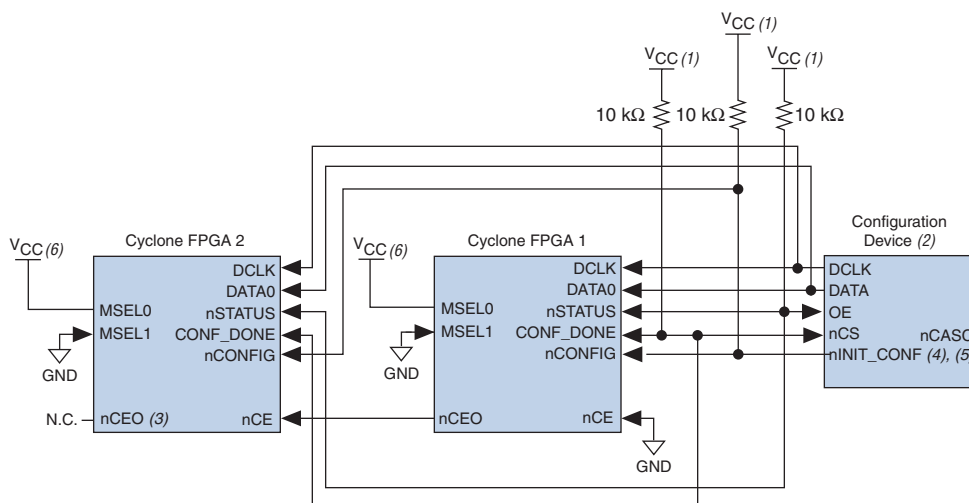 VCC (1)
VCC (1)
VCC (1)
10 kΩ
10 kΩ
10 kΩ
Cyclone FPGA 2
VCC (6)
DCLK
DATA0
MSEL0
nSTATUS
MSEL1
CONF_DONE
nCONFIG
GND
N.C.
nCEO (3)
nCE
Cyclone FPGA 1
VCC (6)
DCLK
DATA0
MSEL0
nSTATUS
MSEL1
CONF_DONE
nCONFIG
GND
nCEO
nCE
GND
Configuration
Device (2)
DCLK
DATA
OE
nCS
nCASC
nINIT_CONF (4), (5)